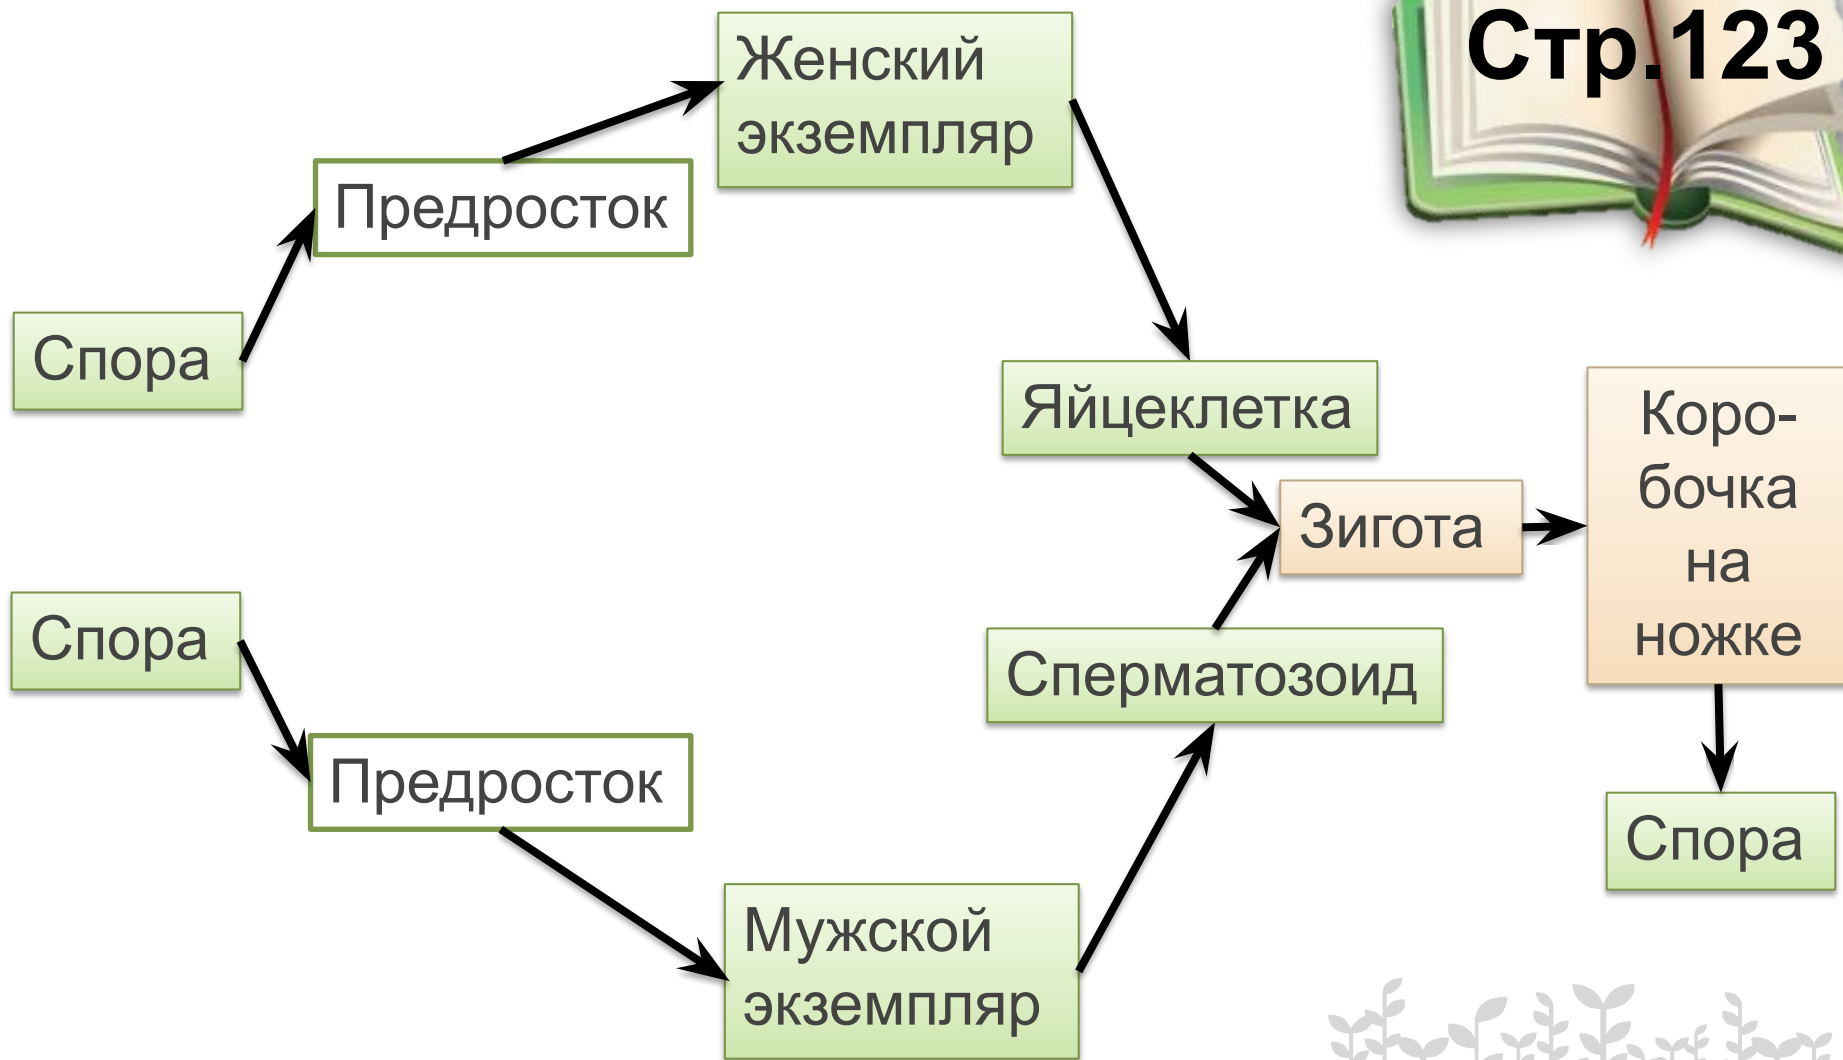 Стр.123
Женский
экземпляр
Предросток
Спора
Яйцеклетка
Коро-
бочка
на
ножке
Зигота
Спора
Сперматозоид
Предросток
Спора
Мужской
экземпляр